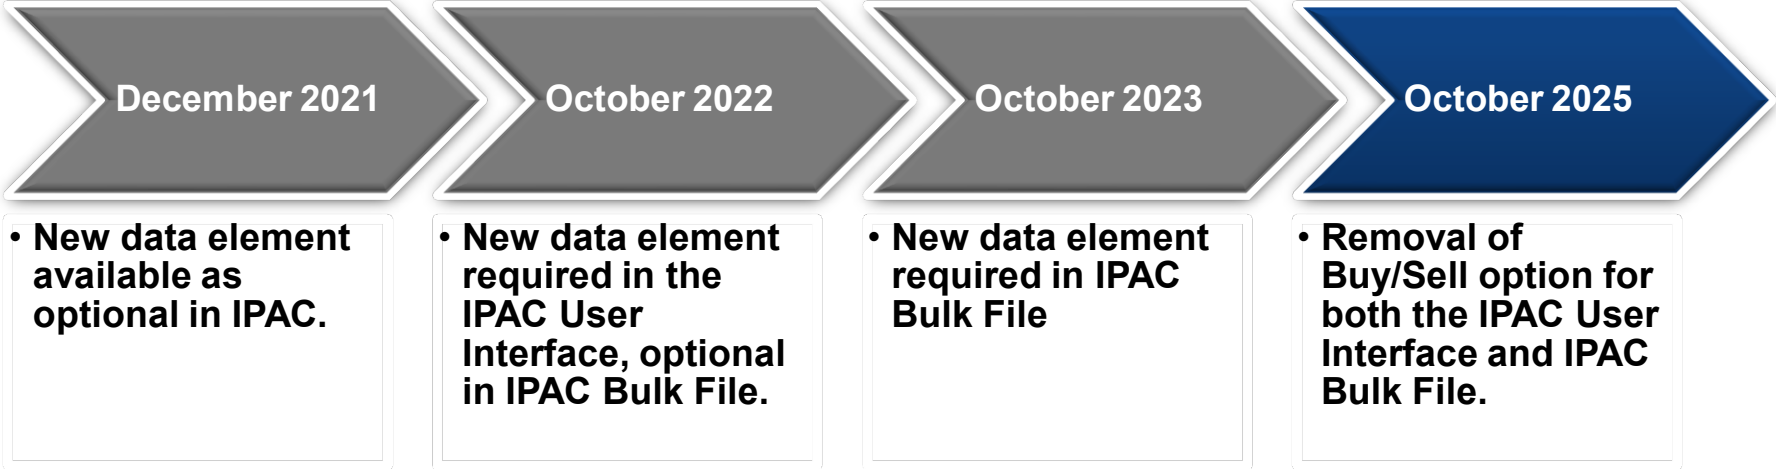 December 2021
October 2022
October 2023
October 2025
• New data element
available as
optional in IPAC.
• New data element
required in the
IPAC User
Interface, optional
in IPAC Bulk File.
• New data element
required in IPAC
Bulk File
• Removal of
Buy/Sell option for
both the IPAC User
Interface and IPAC
Bulk File.